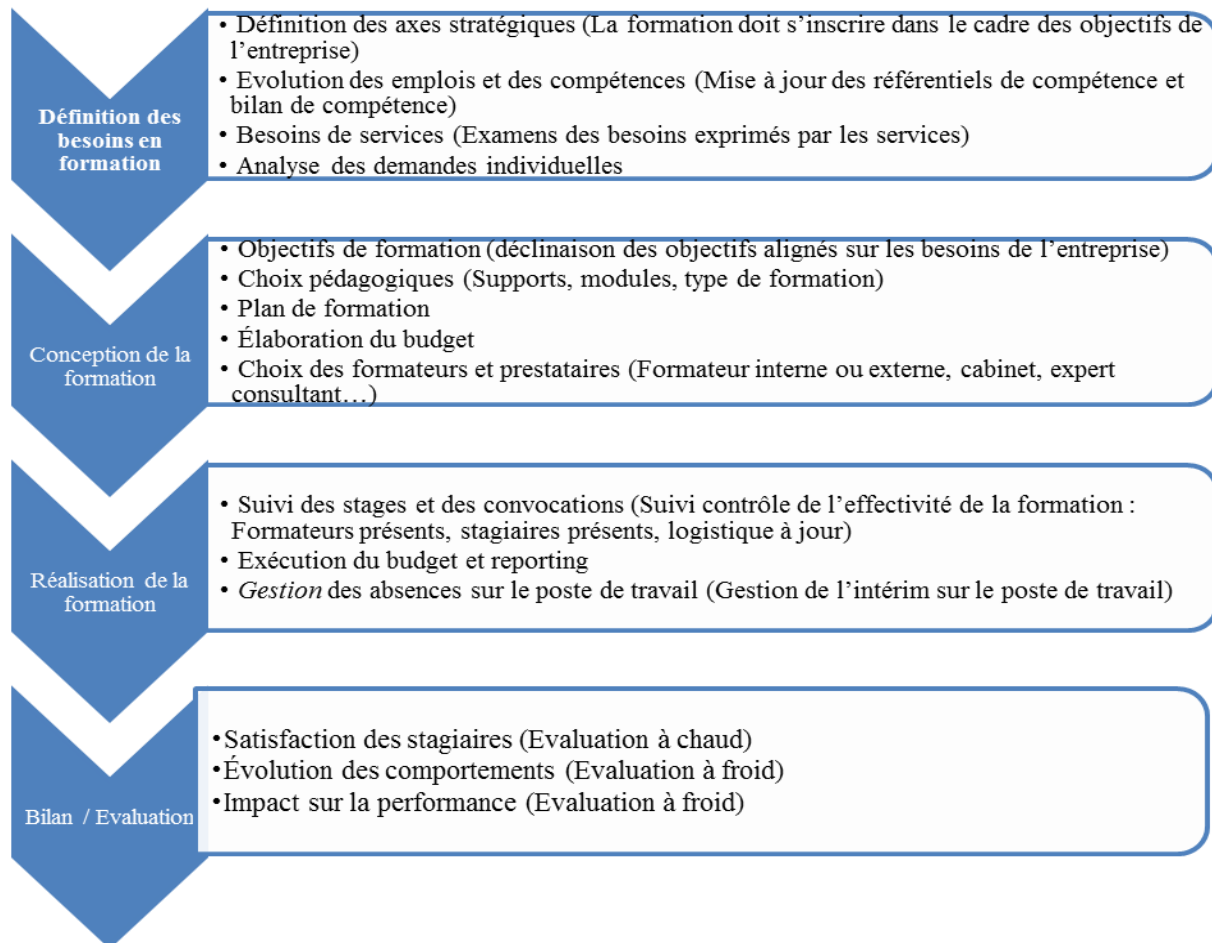 Définition des
besoins en
formation
• Définition des axes stratégiques (La formation doit s’inscrire dans le cadre des objectifs de
l’entreprise)
• Evolution des emplois et des compétences (Mise à jour des référentiels de compétence et
bilan de compétence)
• Besoins de services (Examens des besoins exprimés par les services)
• Analyse des demandes individuelles
Conception de la
formation
• Objectifs de formation (déclinaison des objectifs alignés sur les besoins de l’entreprise)
• Choix pédagogiques (Supports, modules, type de formation)
• Plan de formation
• Élaboration du budget
• Choix des formateurs et prestataires (Formateur interne ou externe, cabinet, expert
consultant…)
Réalisation de la
formation
• Suivi des stages et des convocations (Suivi contrôle de l’effectivité de la formation :
Formateurs présents, stagiaires présents, logistique à jour)
• Exécution du budget et reporting
• Gestion des absences sur le poste de travail (Gestion de l’intérim sur le poste de travail)
Bilan / Evaluation
•Satisfaction des stagiaires (Evaluation à chaud)
•Évolution des comportements (Evaluation à froid)
•Impact sur la performance (Evaluation à froid)